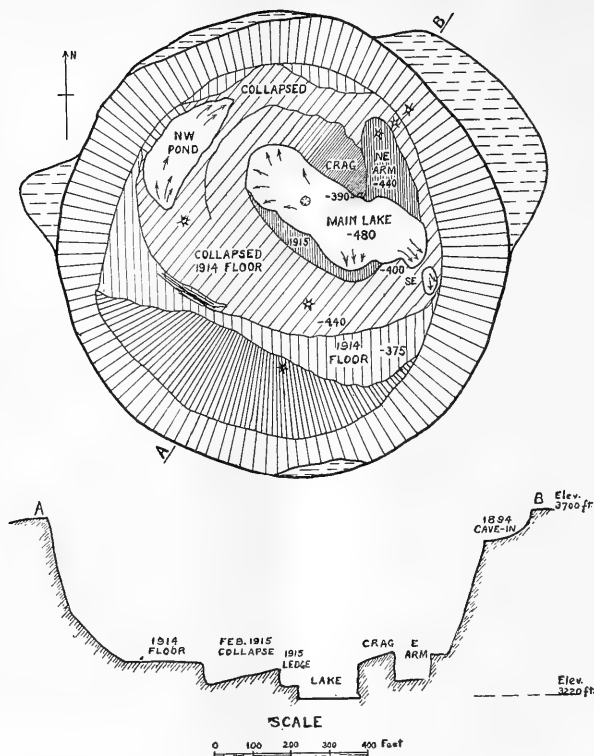 B
N
COLLAPSED
NW
POND
CRAG
NE
ARM
-440
-390
MAIN LAKE
-480
1915
COLLAPSED
1914 FLOOR
-400
SE
-440
1914
FLOOR
-375
A
A
B
Elev.
3700 ft.
1894
CAVE-IN
1914
FLOOR
FEB. 1915
COLLAPSE
1915
LEDGE
LAKE
CRAG
E
ARM
Elev.
3220 ft.
SCALE
0 100 200 300 400 Feet